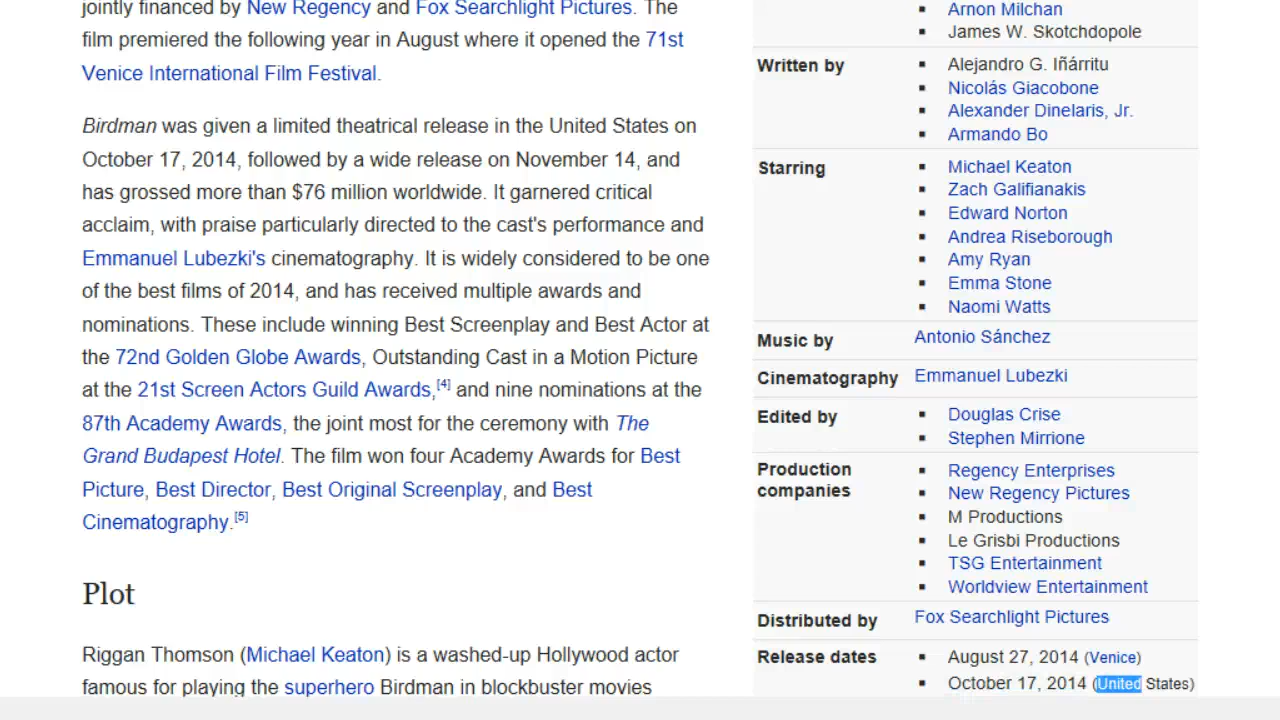 jointly financed by New Regency and Fox Searchlight Pictures. The
film premiered the following year in August where it opened the 71st
Venice International Film Festival.
Birdman was given a limited theatrical release in the United States on
October 17, 2014, followed by a wide release on November 14, and
has grossed more than $76 million worldwide. It garnered critical
acclaim, with praise particularly directed to the cast's performance and
Emmanuel Lubezki's cinematography. It is widely considered to be one
of the best films of 2014, and has received multiple awards and
nominations. These include winning Best Screenplay and Best Actor at
the 72nd Golden Globe Awards, Outstanding Cast in a Motion Picture
at the 21st Screen Actors Guild Awards,[4] and nine nominations at the
87th Academy Awards, the joint most for the ceremony with The
Grand Budapest Hotel. The film won four Academy Awards for Best
Picture, Best Director, Best Original Screenplay, and Best
Cinematography.[5]
Plot
Riggan Thomson (Michael Keaton) is a washed-up Hollywood actor
famous for playing the superhero Birdman in blockbuster movies
▪ Arnon Milchan
▪ James W. Skotchdopole
Written by
▪ Alejandro G. Iñárritu
▪ Nicolás Giacobone
▪ Alexander Dinelaris, Jr.
▪ Armando Bo
Starring
▪ Michael Keaton
▪ Zach Galifianakis
▪ Edward Norton
▪ Andrea Riseborough
▪ Amy Ryan
▪ Emma Stone
▪ Naomi Watts
Music by Antonio Sánchez
Cinematography Emmanuel Lubezki
Edited by
▪ Douglas Crise
▪ Stephen Mirrione
Production
companies
▪ Regency Enterprises
▪ New Regency Pictures
▪ M Productions
▪ Le Grisbi Productions
▪ TSG Entertainment
▪ Worldview Entertainment
Distributed by Fox Searchlight Pictures
Release dates
▪ August 27, 2014 (Venice)
▪ October 17, 2014 (United States)